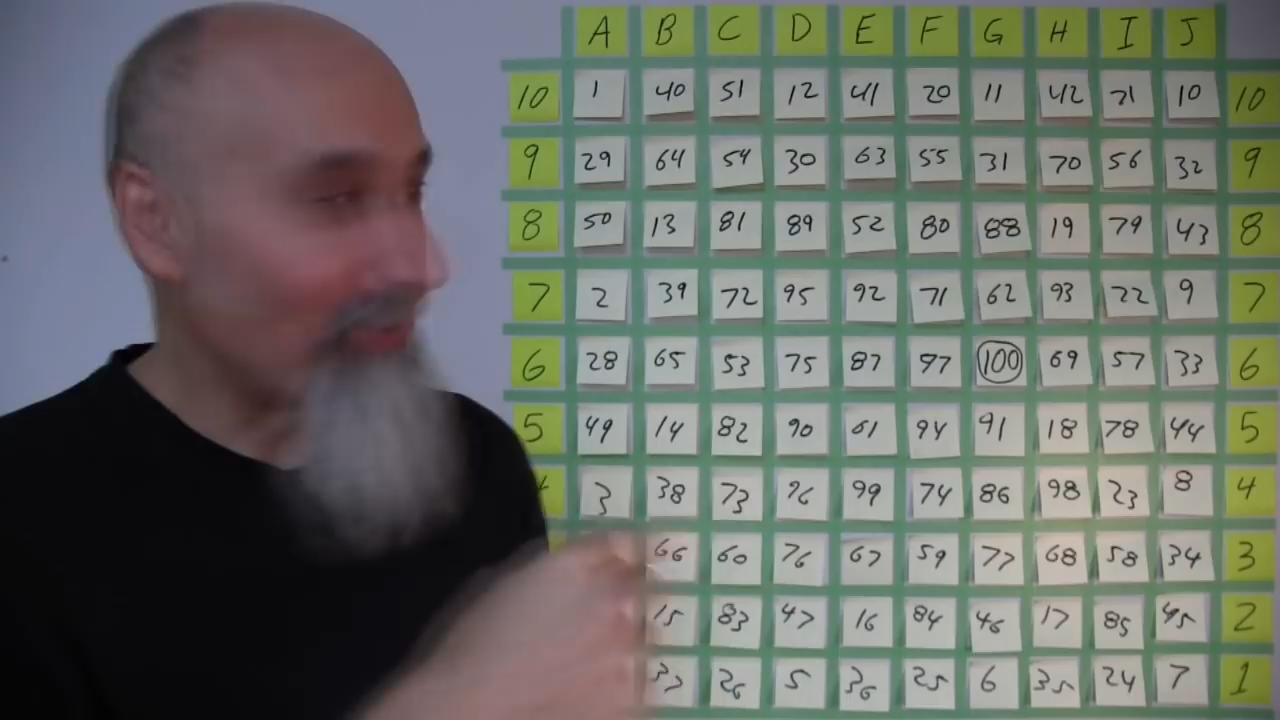 A B C D E F G H I J
10 1 40 51 12 41 20 11 42 21 10 10
9 29 64 54 30 63 55 31 70 56 32 9
8 50 13 81 89 52 80 88 19 79 43 8
7 2 39 72 95 92 71 62 93 22 9 7
6 28 65 53 75 87 97 100 69 57 33 6
5 49 14 82 90 61 94 91 18 78 44 5
3 38 73 96 99 74 86 98 23 8 4
66 60 76 67 59 77 68 58 34 3
15 83 47 16 84 46 17 85 45 2
37 26 5 36 25 6 35 24 7 1